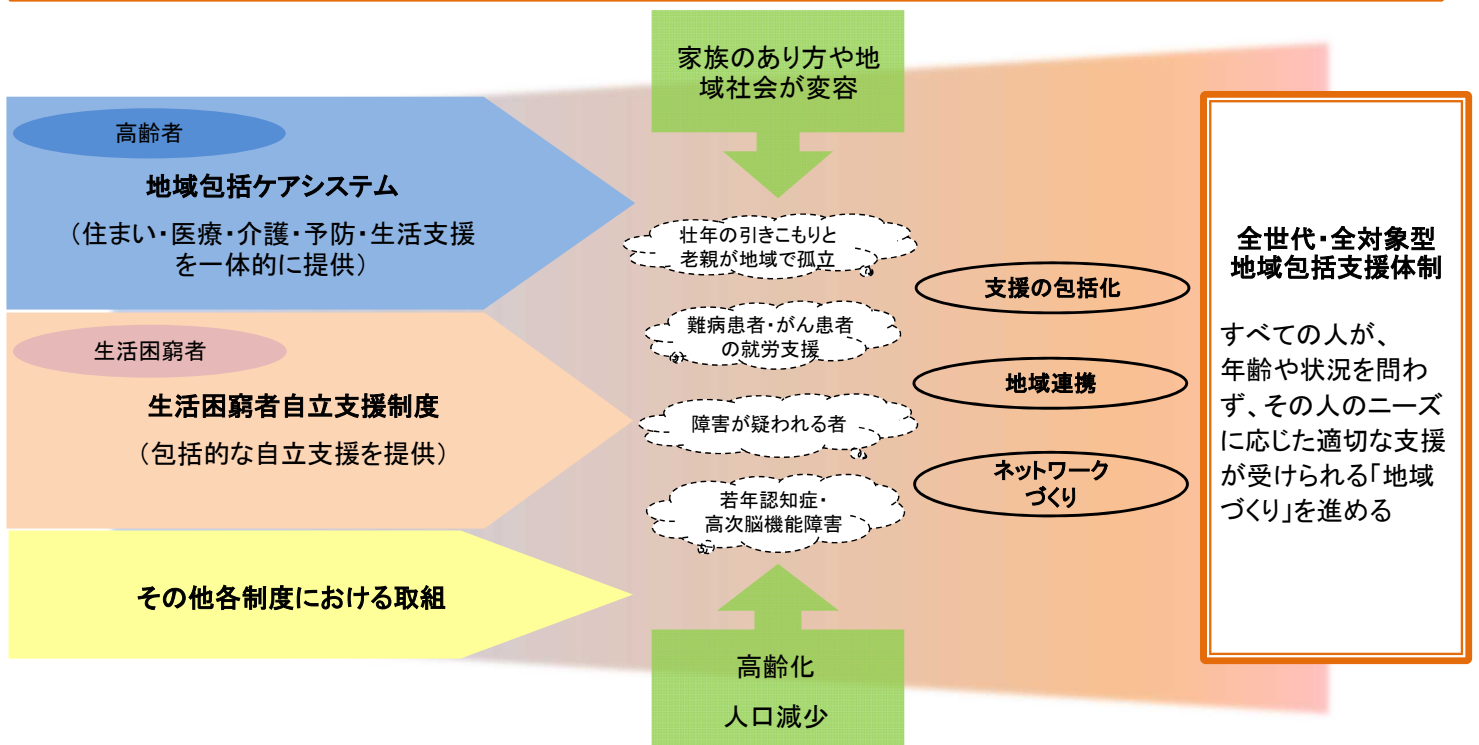 家族のあり方や地
域社会が変容
高齢者
地域包括ケアシステム
（住まい・医療・介護・予防・生活支援
を一体的に提供）
生活困窮者
生活困窮者自立支援制度
（包括的な自立支援を提供）
その他各制度における取組
壮年の引きこもりと
老親が地域で孤立
難病患者・がん患者
の就労支援
障害が疑われる者
若年認知症・
高次脳機能障害
高齢化
人口減少
支援の包括化
地域連携
ネットワーク
づくり
全世代・全対象型
地域包括支援体制
すべての人が、
年齢や状況を問わ
ず、その人のニーズ
に応じた適切な支援
が受けられる「地域
づくり」を進める